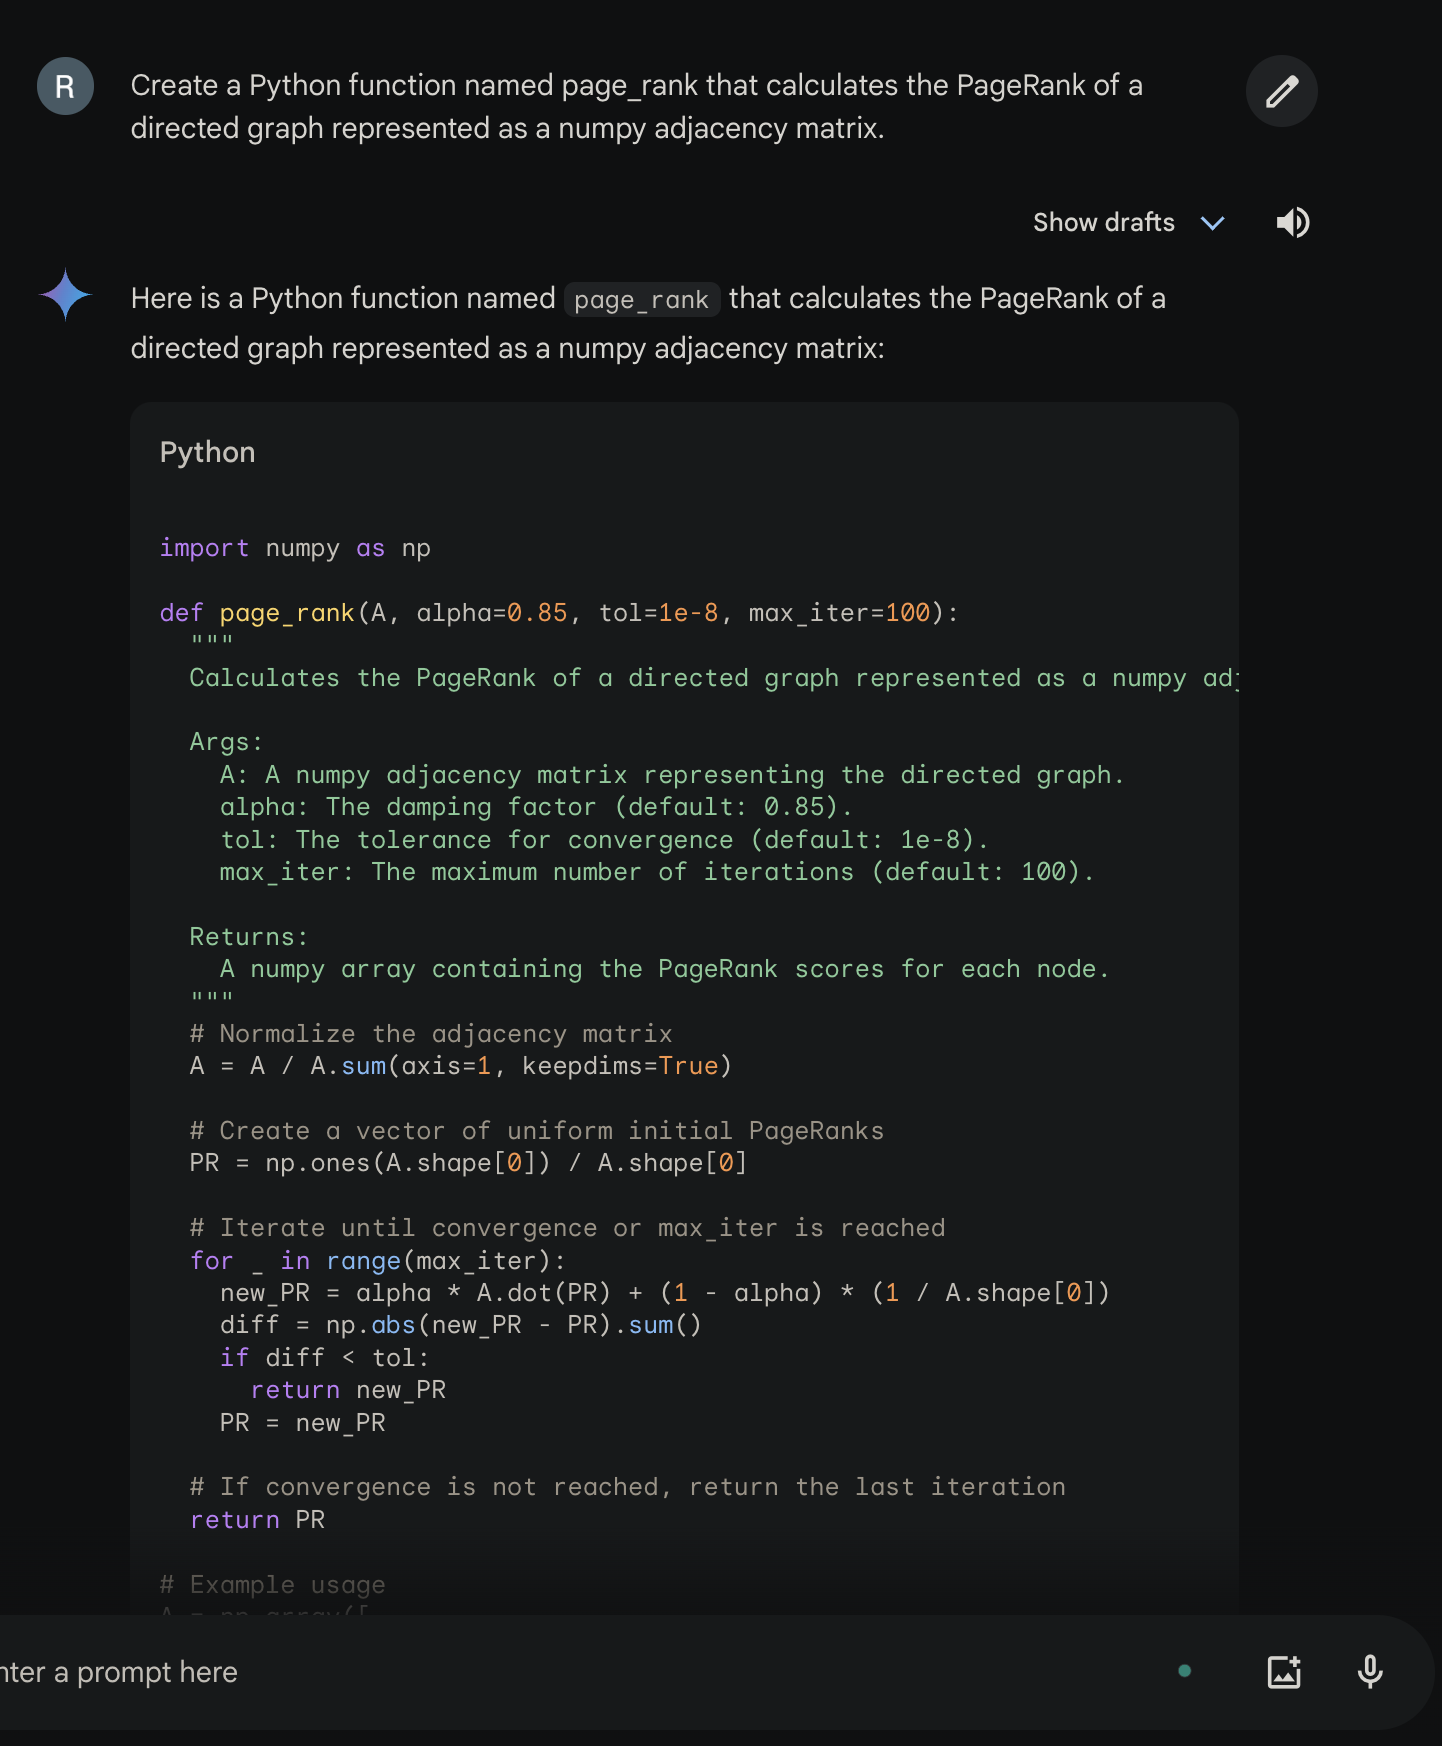 R
Create a Python function named page_rank that calculates the PageRank of a
directed graph represented as a numpy adjacency matrix.
Show drafts
Here is a Python function named page_rank that calculates the PageRank of a
directed graph represented as a numpy adjacency matrix:
Python
import numpy as np
def page_rank(A, alpha=0.85, tol=1e-8, max_iter=100):
"""
Calculates the PageRank of a directed graph represented as a numpy adj
Args:
A: A numpy adjacency matrix representing the directed graph.
alpha: The damping factor (default: 0.85).
tol: The tolerance for convergence (default: 1e-8).
max_iter: The maximum number of iterations (default: 100).
Returns:
A numpy array containing the PageRank scores for each node.
"""
# Normalize the adjacency matrix
A = A / A.sum(axis=1, keepdims=True)
# Create a vector of uniform initial PageRanks
PR = np.ones(A.shape[0]) / A.shape[0]
# Iterate until convergence or max_iter is reached
for _ in range(max_iter):
new_PR = alpha * A.dot(PR) + (1 - alpha) * (1 / A.shape[0])
diff = np.abs(new_PR - PR).sum()
if diff < tol:
return new_PR
PR = new_PR
# If convergence is not reached, return the last iteration
return PR
# Example usage
A = np.array([
nter a prompt here